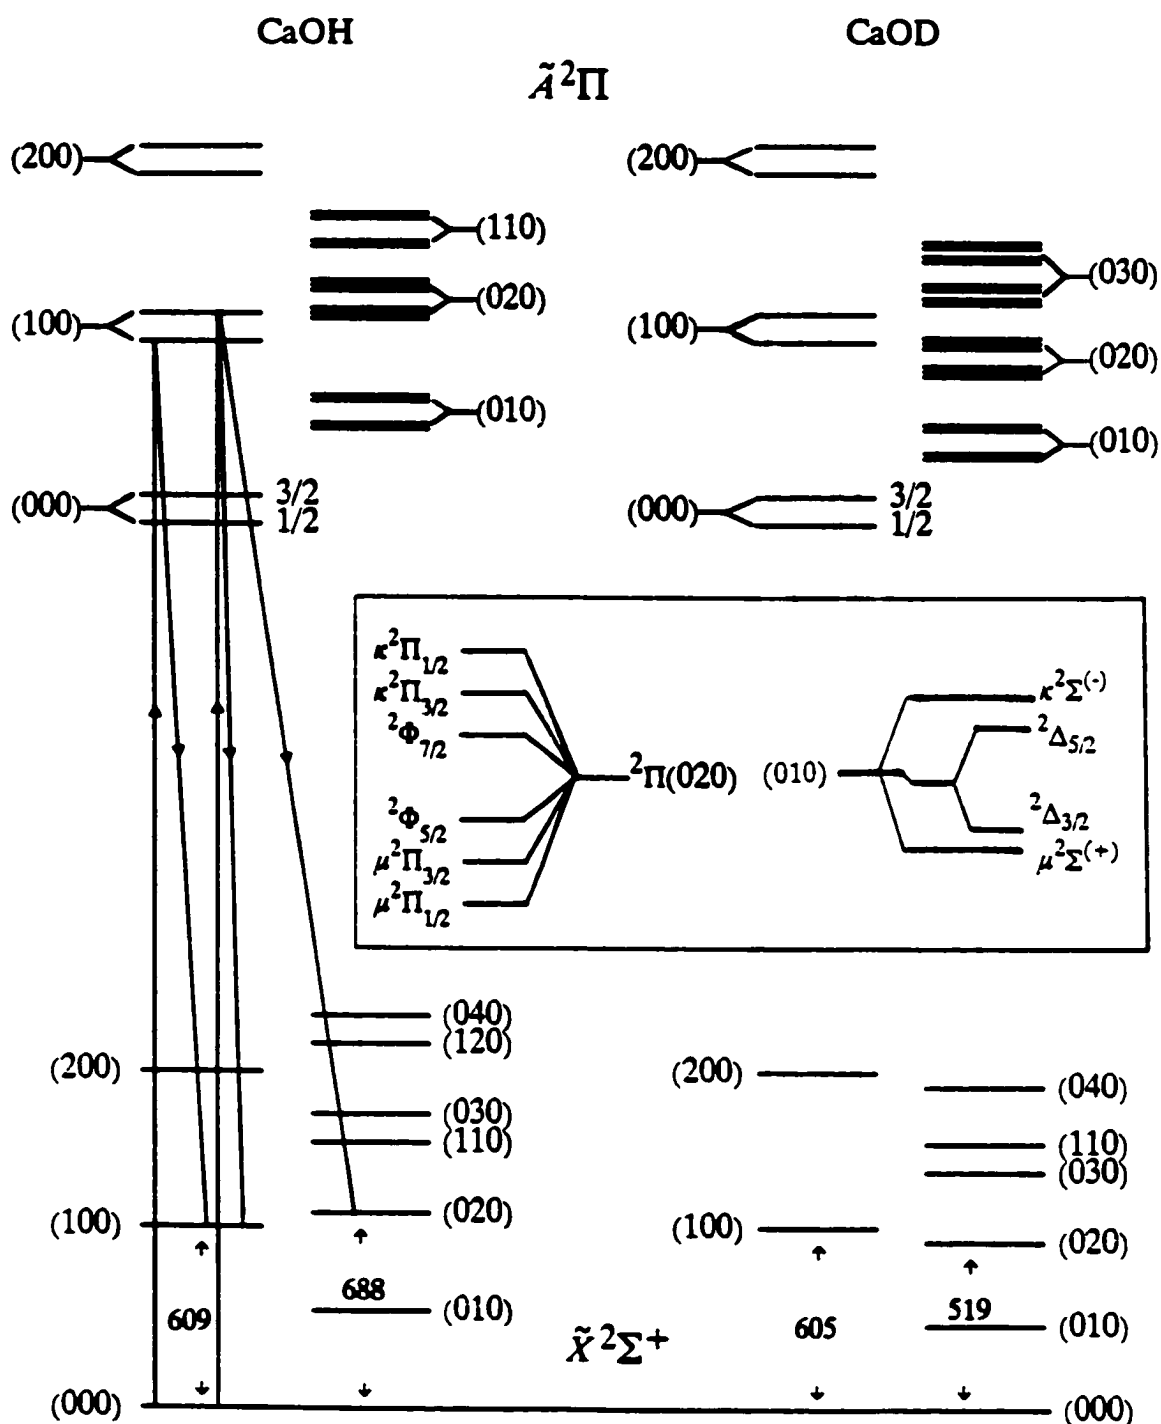 CaOH CaOD
Ã²Π
(200) (200)
(110)
(030)
(020)
(100) (100)
(020)
(010)
(010)
(000) 3/2 (000) 3/2
1/2 1/2
κ²Π₁/₂
κ²Σ⁽⁻⁾
κ²Π₃/₂
²Φ₇/₂ ²Δ₅/₂
²Π(020) (010)
²Φ₅/₂ ²Δ₃/₂
μ²Π₃/₂ μ²Σ⁽⁺⁾
μ²Π₁/₂
(040)
(120)
(200) (200)
(040)
(030)
(110) (110)
(030)
(020)
(100) (100)
(020)
688
(010) 519
609 605 (010)
X̃²Σ⁺
(000) (000)